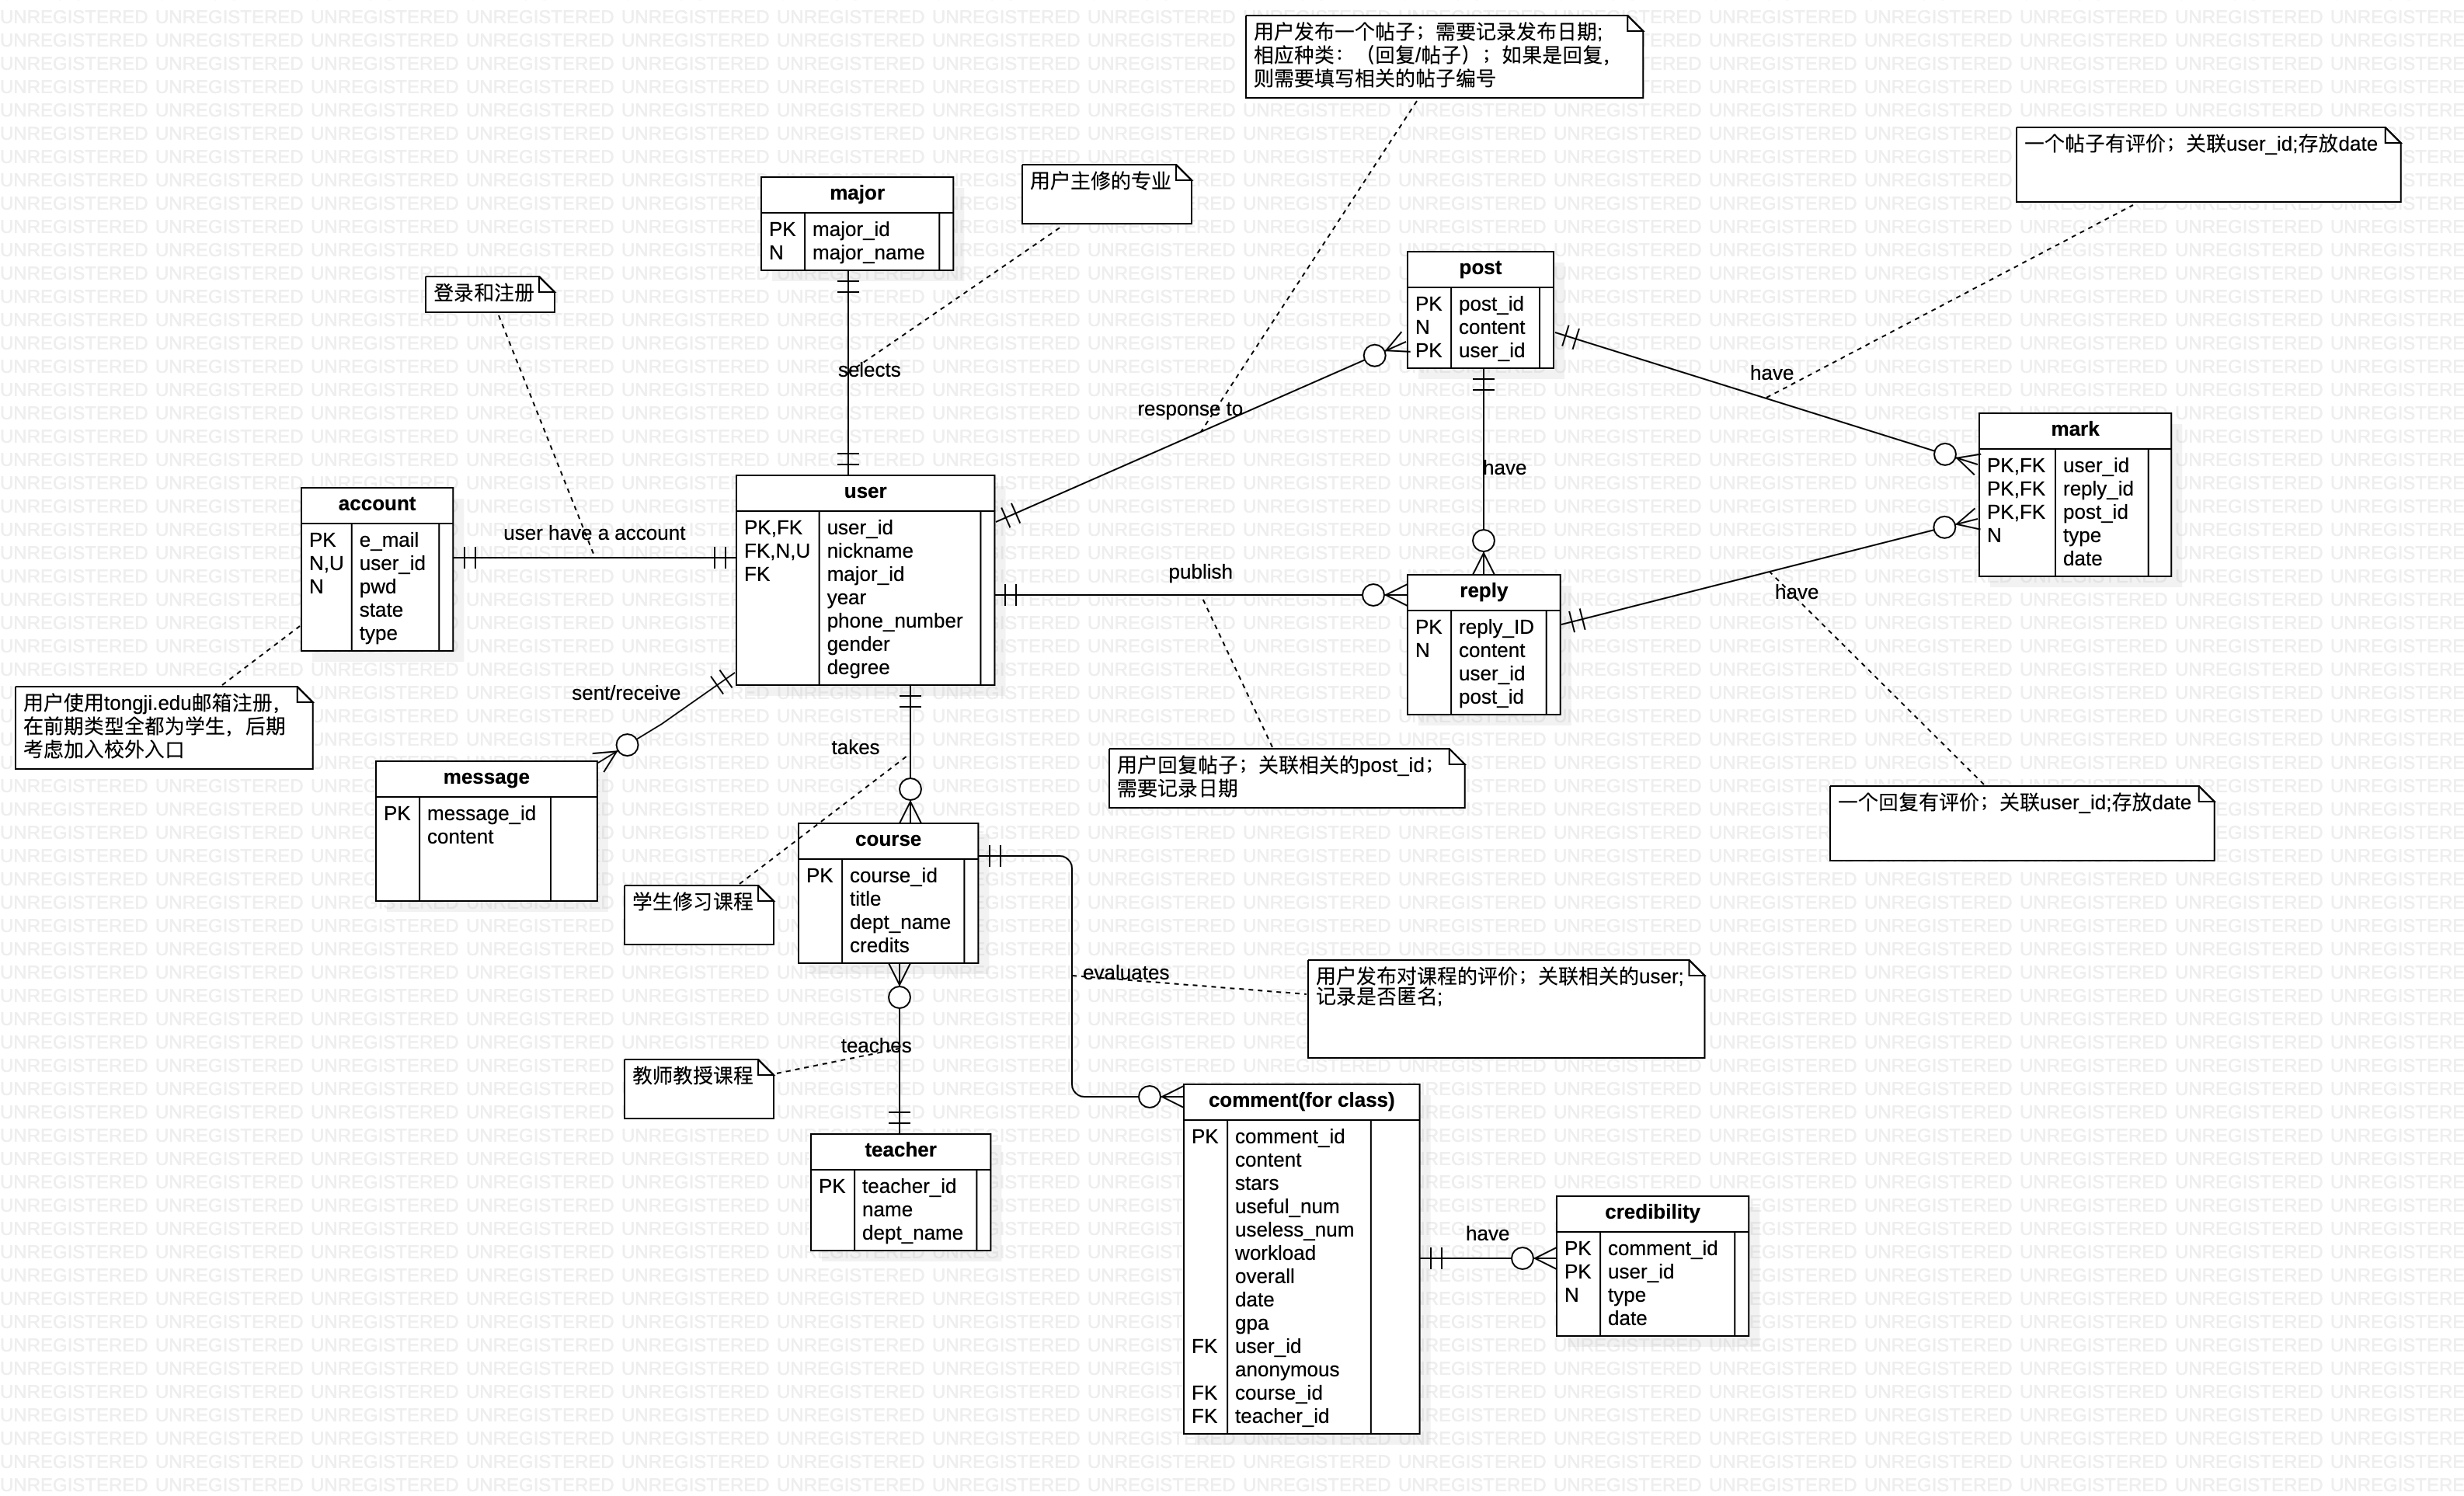 用户发布一个帖子；需要记录发布日期;
相应种类：（回复/帖子）；如果是回复，
则需要填写相关的帖子编号
一个帖子有评价；关联user_id;存放date
用户主修的专业
major
PK major_id
N major_name
登录和注册
post
PK post_id
N content
PK user_id
selects
response to
have
have
mark
PK,FK user_id
PK,FK reply_id
PK,FK post_id
N type
date
account
PK e_mail
N,U user_id
N pwd
state
type
user have a account
user
PK,FK user_id
FK,N,U nickname
FK major_id
year
phone_number
gender
degree
publish
reply
PK reply_ID
N content
user_id
post_id
have
用户使用tongji.edu邮箱注册，
在前期类型全都为学生，后期
考虑加入校外入口
sent/receive
message
PK message_id
content
takes
用户回复帖子；关联相关的post_id；
需要记录日期
一个回复有评价；关联user_id;存放date
course
PK course_id
title
dept_name
credits
学生修习课程
evaluates
用户发布对课程的评价；关联相关的user;
记录是否匿名;
teaches
教师教授课程
teacher
PK teacher_id
name
dept_name
comment(for class)
PK comment_id
content
stars
useful_num
useless_num
workload
overall
date
gpa
FK user_id
anonymous
FK course_id
FK teacher_id
have
credibility
PK comment_id
PK user_id
N type
date
UNREGISTERED